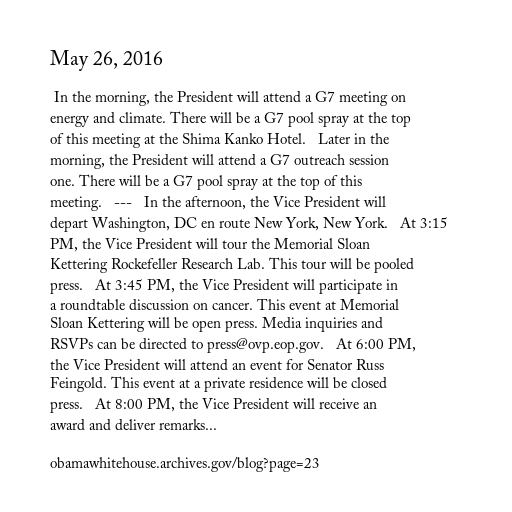 May 26, 2016
In the morning, the President will attend a G7 meeting on
energy and climate. There will be a G7 pool spray at the top
of this meeting at the Shima Kanko Hotel.   Later in the
morning, the President will attend a G7 outreach session
one. There will be a G7 pool spray at the top of this
meeting.   ---   In the afternoon, the Vice President will
depart Washington, DC en route New York, New York.   At 3:15
PM, the Vice President will tour the Memorial Sloan
Kettering Rockefeller Research Lab. This tour will be pooled
press.   At 3:45 PM, the Vice President will participate in
a roundtable discussion on cancer. This event at Memorial
Sloan Kettering will be open press. Media inquiries and
RSVPs can be directed to press@ovp.eop.gov.   At 6:00 PM,
the Vice President will attend an event for Senator Russ
Feingold. This event at a private residence will be closed
press.   At 8:00 PM, the Vice President will receive an
award and deliver remarks...
obamawhitehouse.archives.gov/blog?page=23